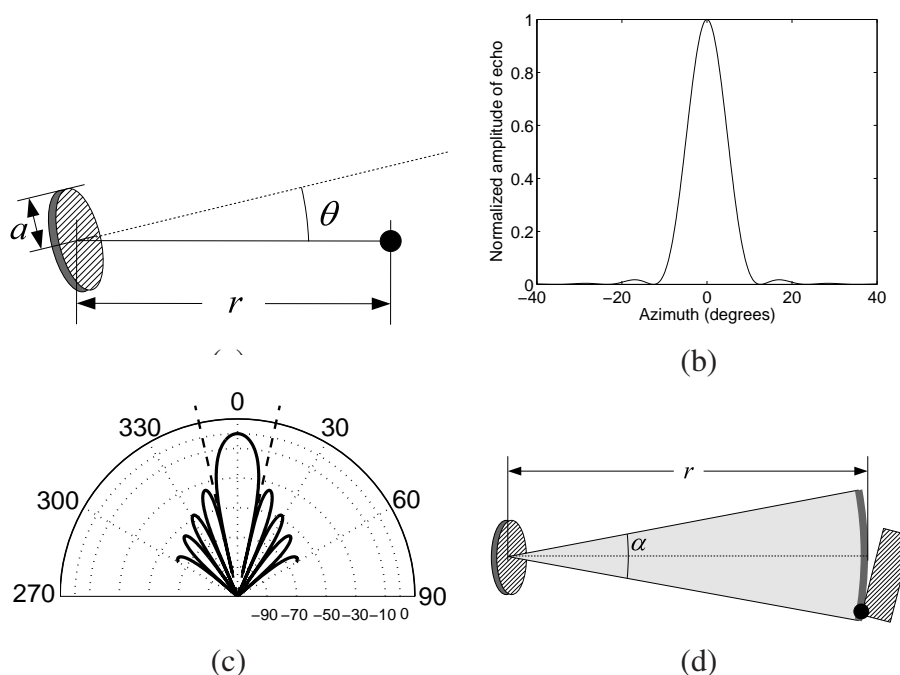 a
θ
r
Normalized amplitude of echo
1
0.8
0.6
0.4
0.2
0
−40 −20 0 20 40
Azimuth (degrees)
(b)
0
330 30
300 60
270 90
−90 −70 −50 −30 −10 0
(c)
r
α
(d)